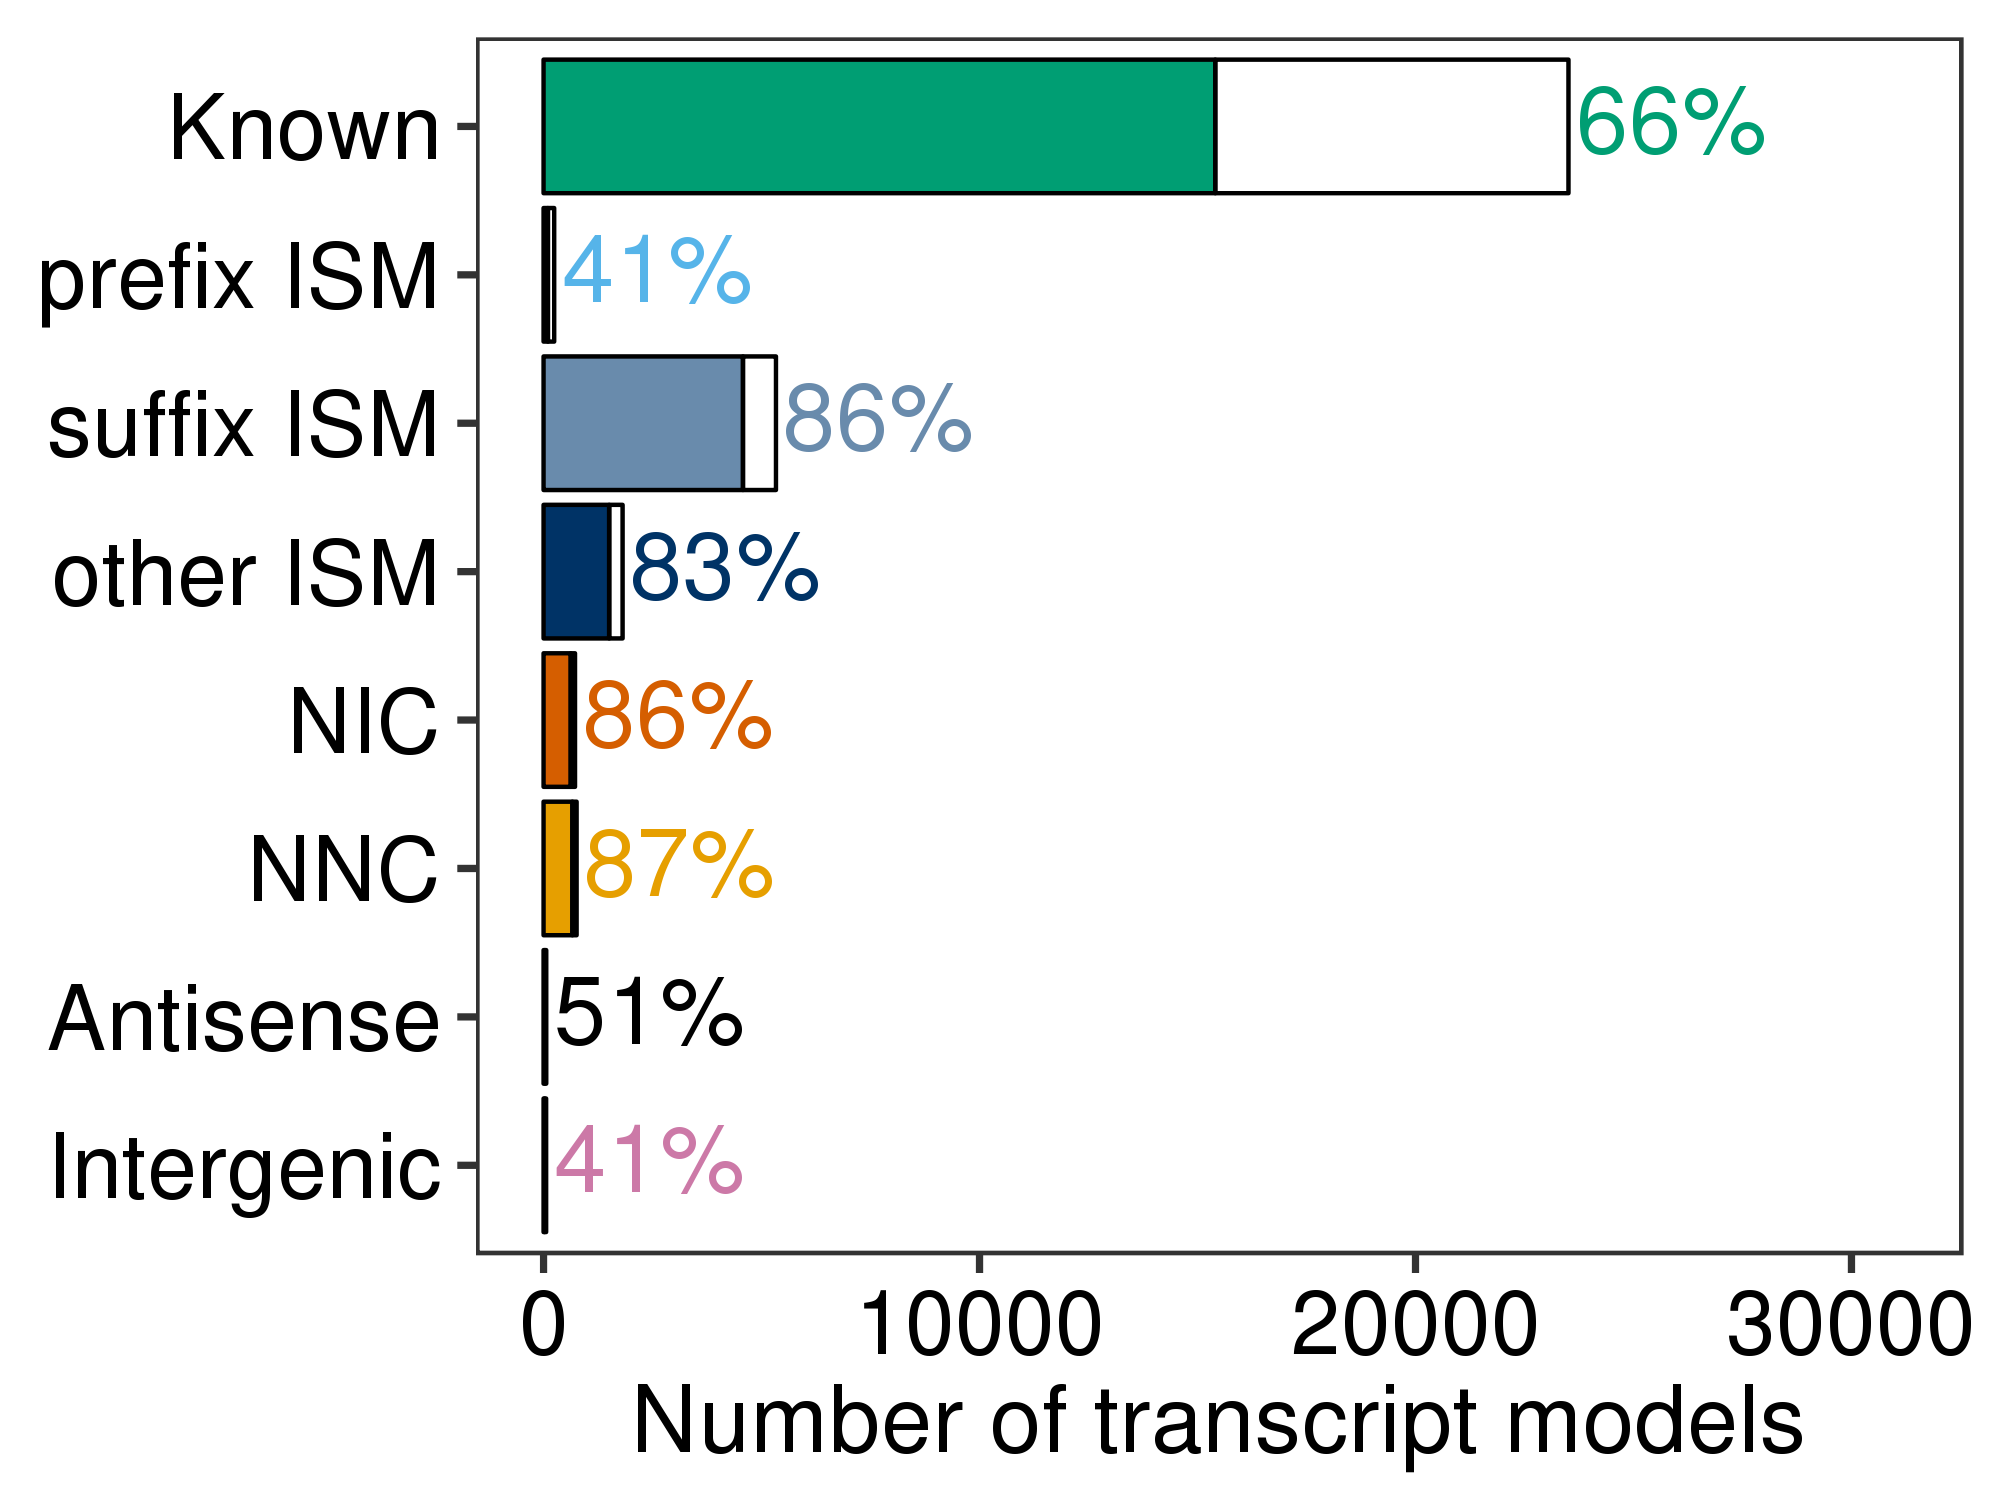 Known 66%
prefix ISM 41%
suffix ISM 86%
other ISM 83%
NIC 86%
NNC 87%
Antisense 51%
Intergenic 41%
0 10000 20000 30000
Number of transcript models